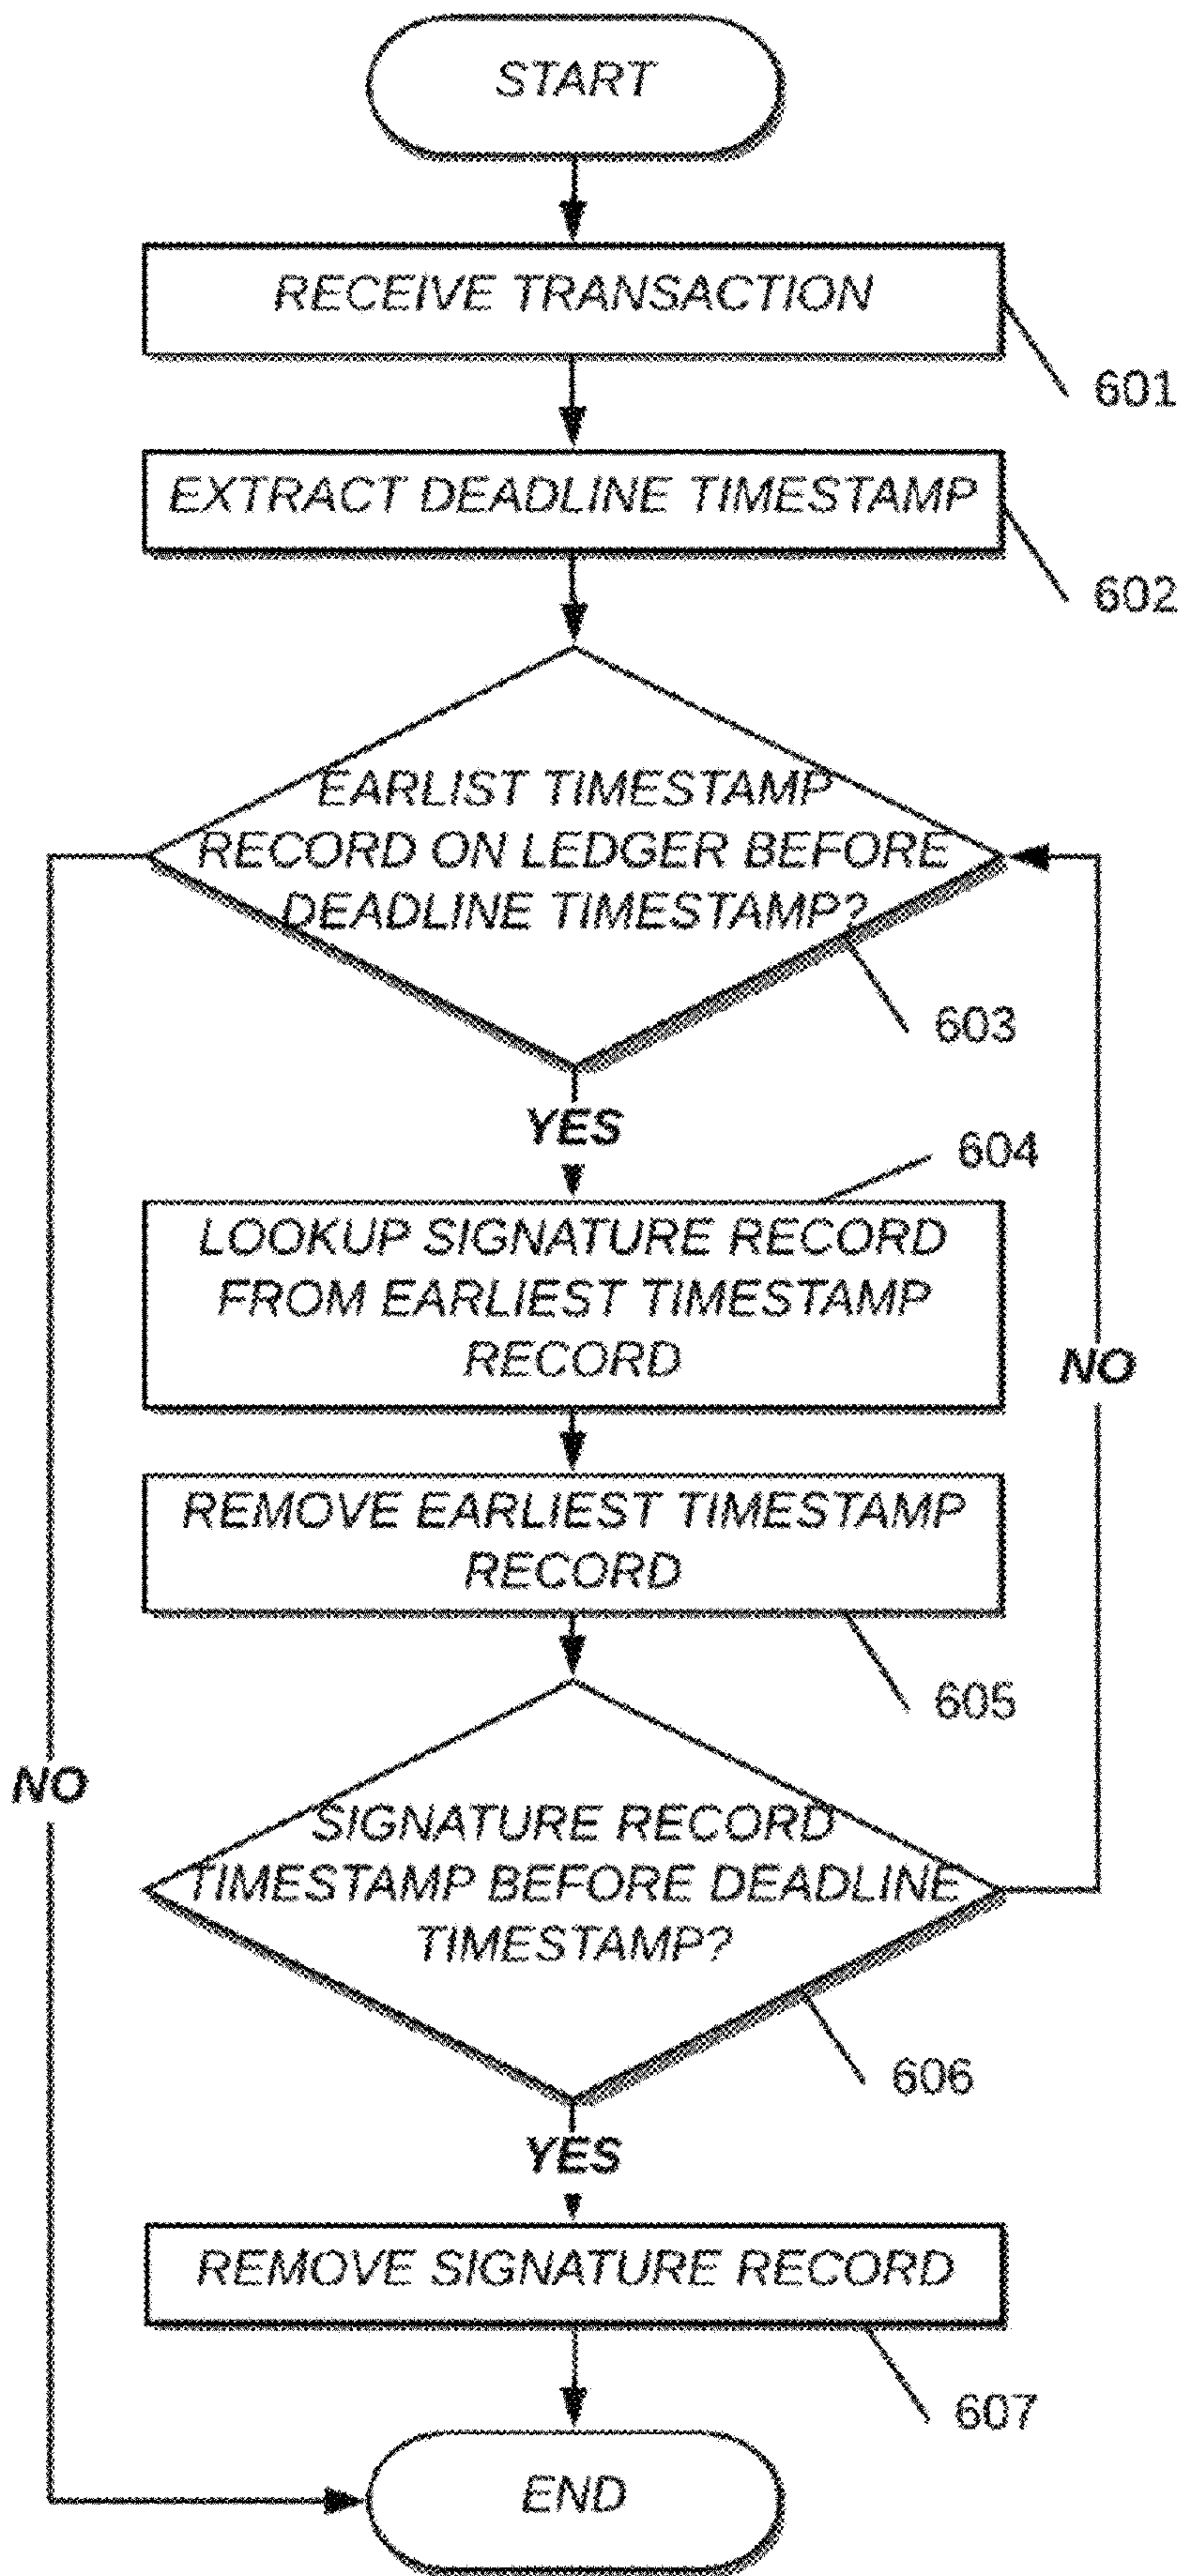 START
RECEIVE TRANSACTION
601
EXTRACT DEADLINE TIMESTAMP
602
EARLIST TIMESTAMP
RECORD ON LEDGER BEFORE
DEADLINE TIMESTAMP?
603
YES
604
LOOKUP SIGNATURE RECORD
FROM EARLIEST TIMESTAMP
RECORD
NO
REMOVE EARLIEST TIMESTAMP
RECORD
605
NO
SIGNATURE RECORD
TIMESTAMP BEFORE DEADLINE
TIMESTAMP?
606
YES
REMOVE SIGNATURE RECORD
607
END